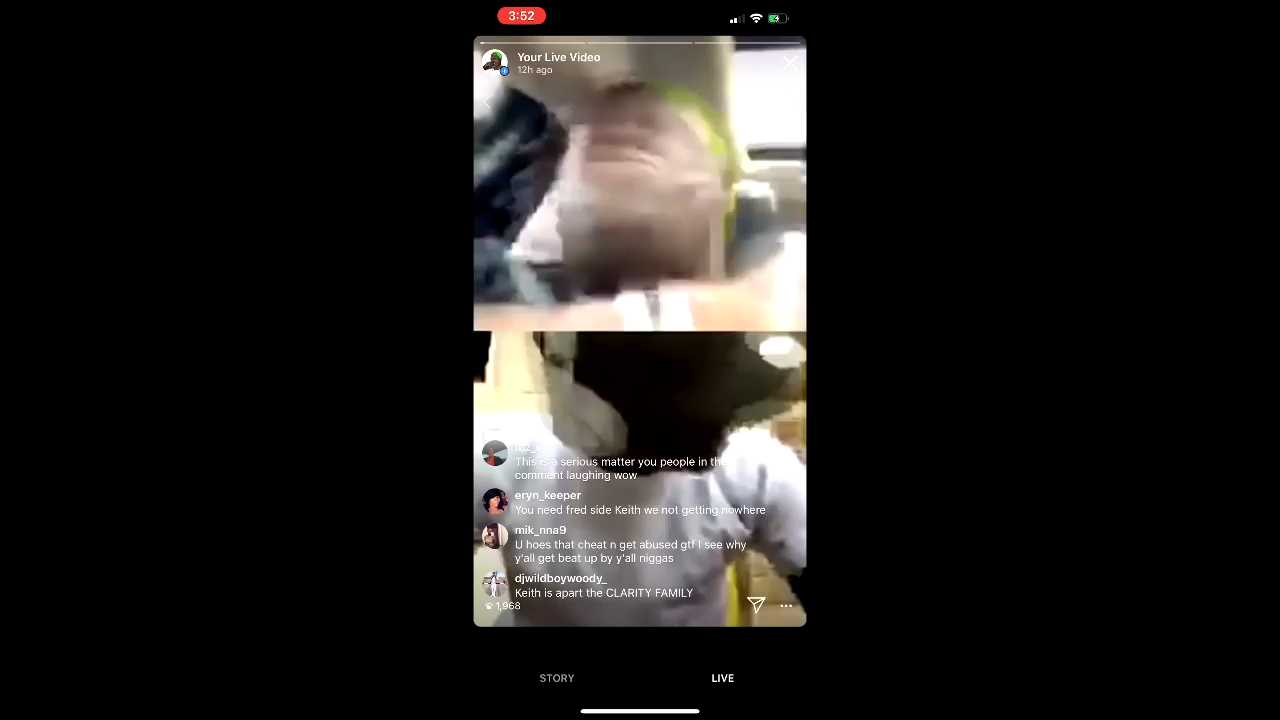 3:52
Your Live Video
12h ago
This is a serious matter you people in the
comment laughing wow
eryn_keeper
You need fred side Keith we not getting nowhere
mik_nna9
U hoes that cheat n get abused gtf I see why
y'all get beat up by y'all niggas
djwildboywoody_
Keith is apart the CLARITY FAMILY
1,968
STORY
LIVE